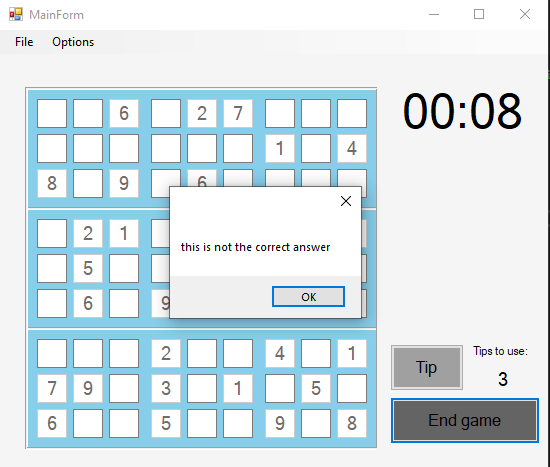 MainForm
File Options
00:08
6 2 7
1 4
8 9 6
2 1
5
6 9
this is not the correct answer
OK
2 4 1
7 9 3 1 5
6 5 9 8
Tip
Tips to use:
3
End game